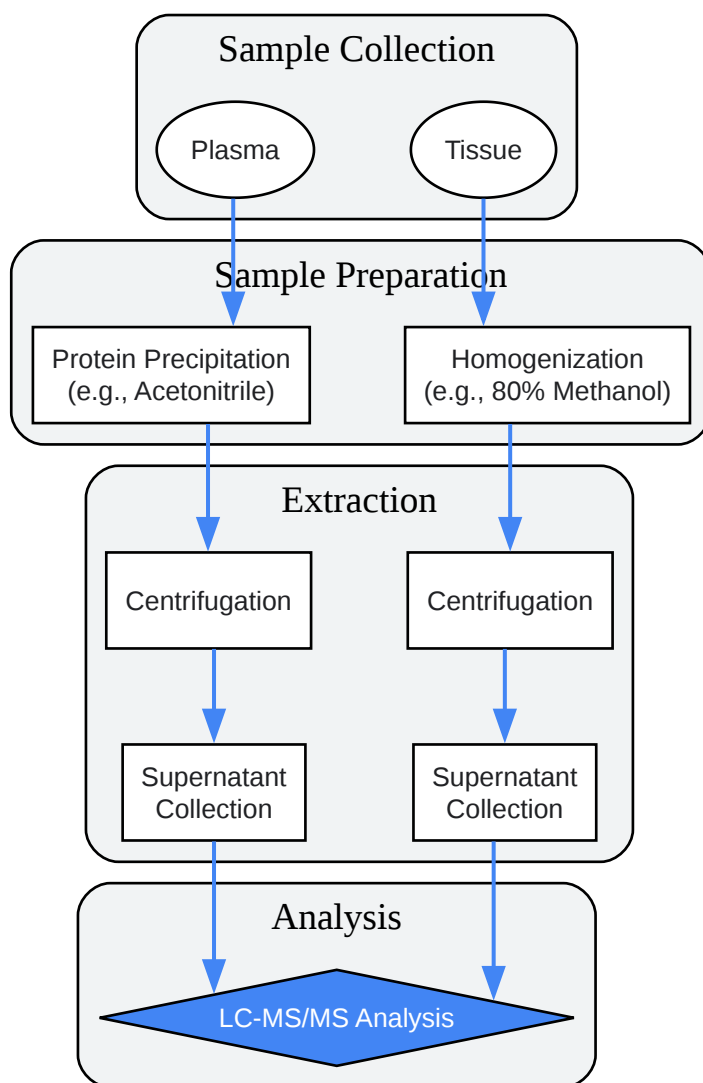 Sample Collection
Plasma
Tissue
Sample Preparation
Protein Precipitation
(e.g., Acetonitrile)
Homogenization
(e.g., 80% Methanol)
Extraction
Centrifugation
Centrifugation
Supernatant
Collection
Supernatant
Collection
Analysis
LC-MS/MS Analysis